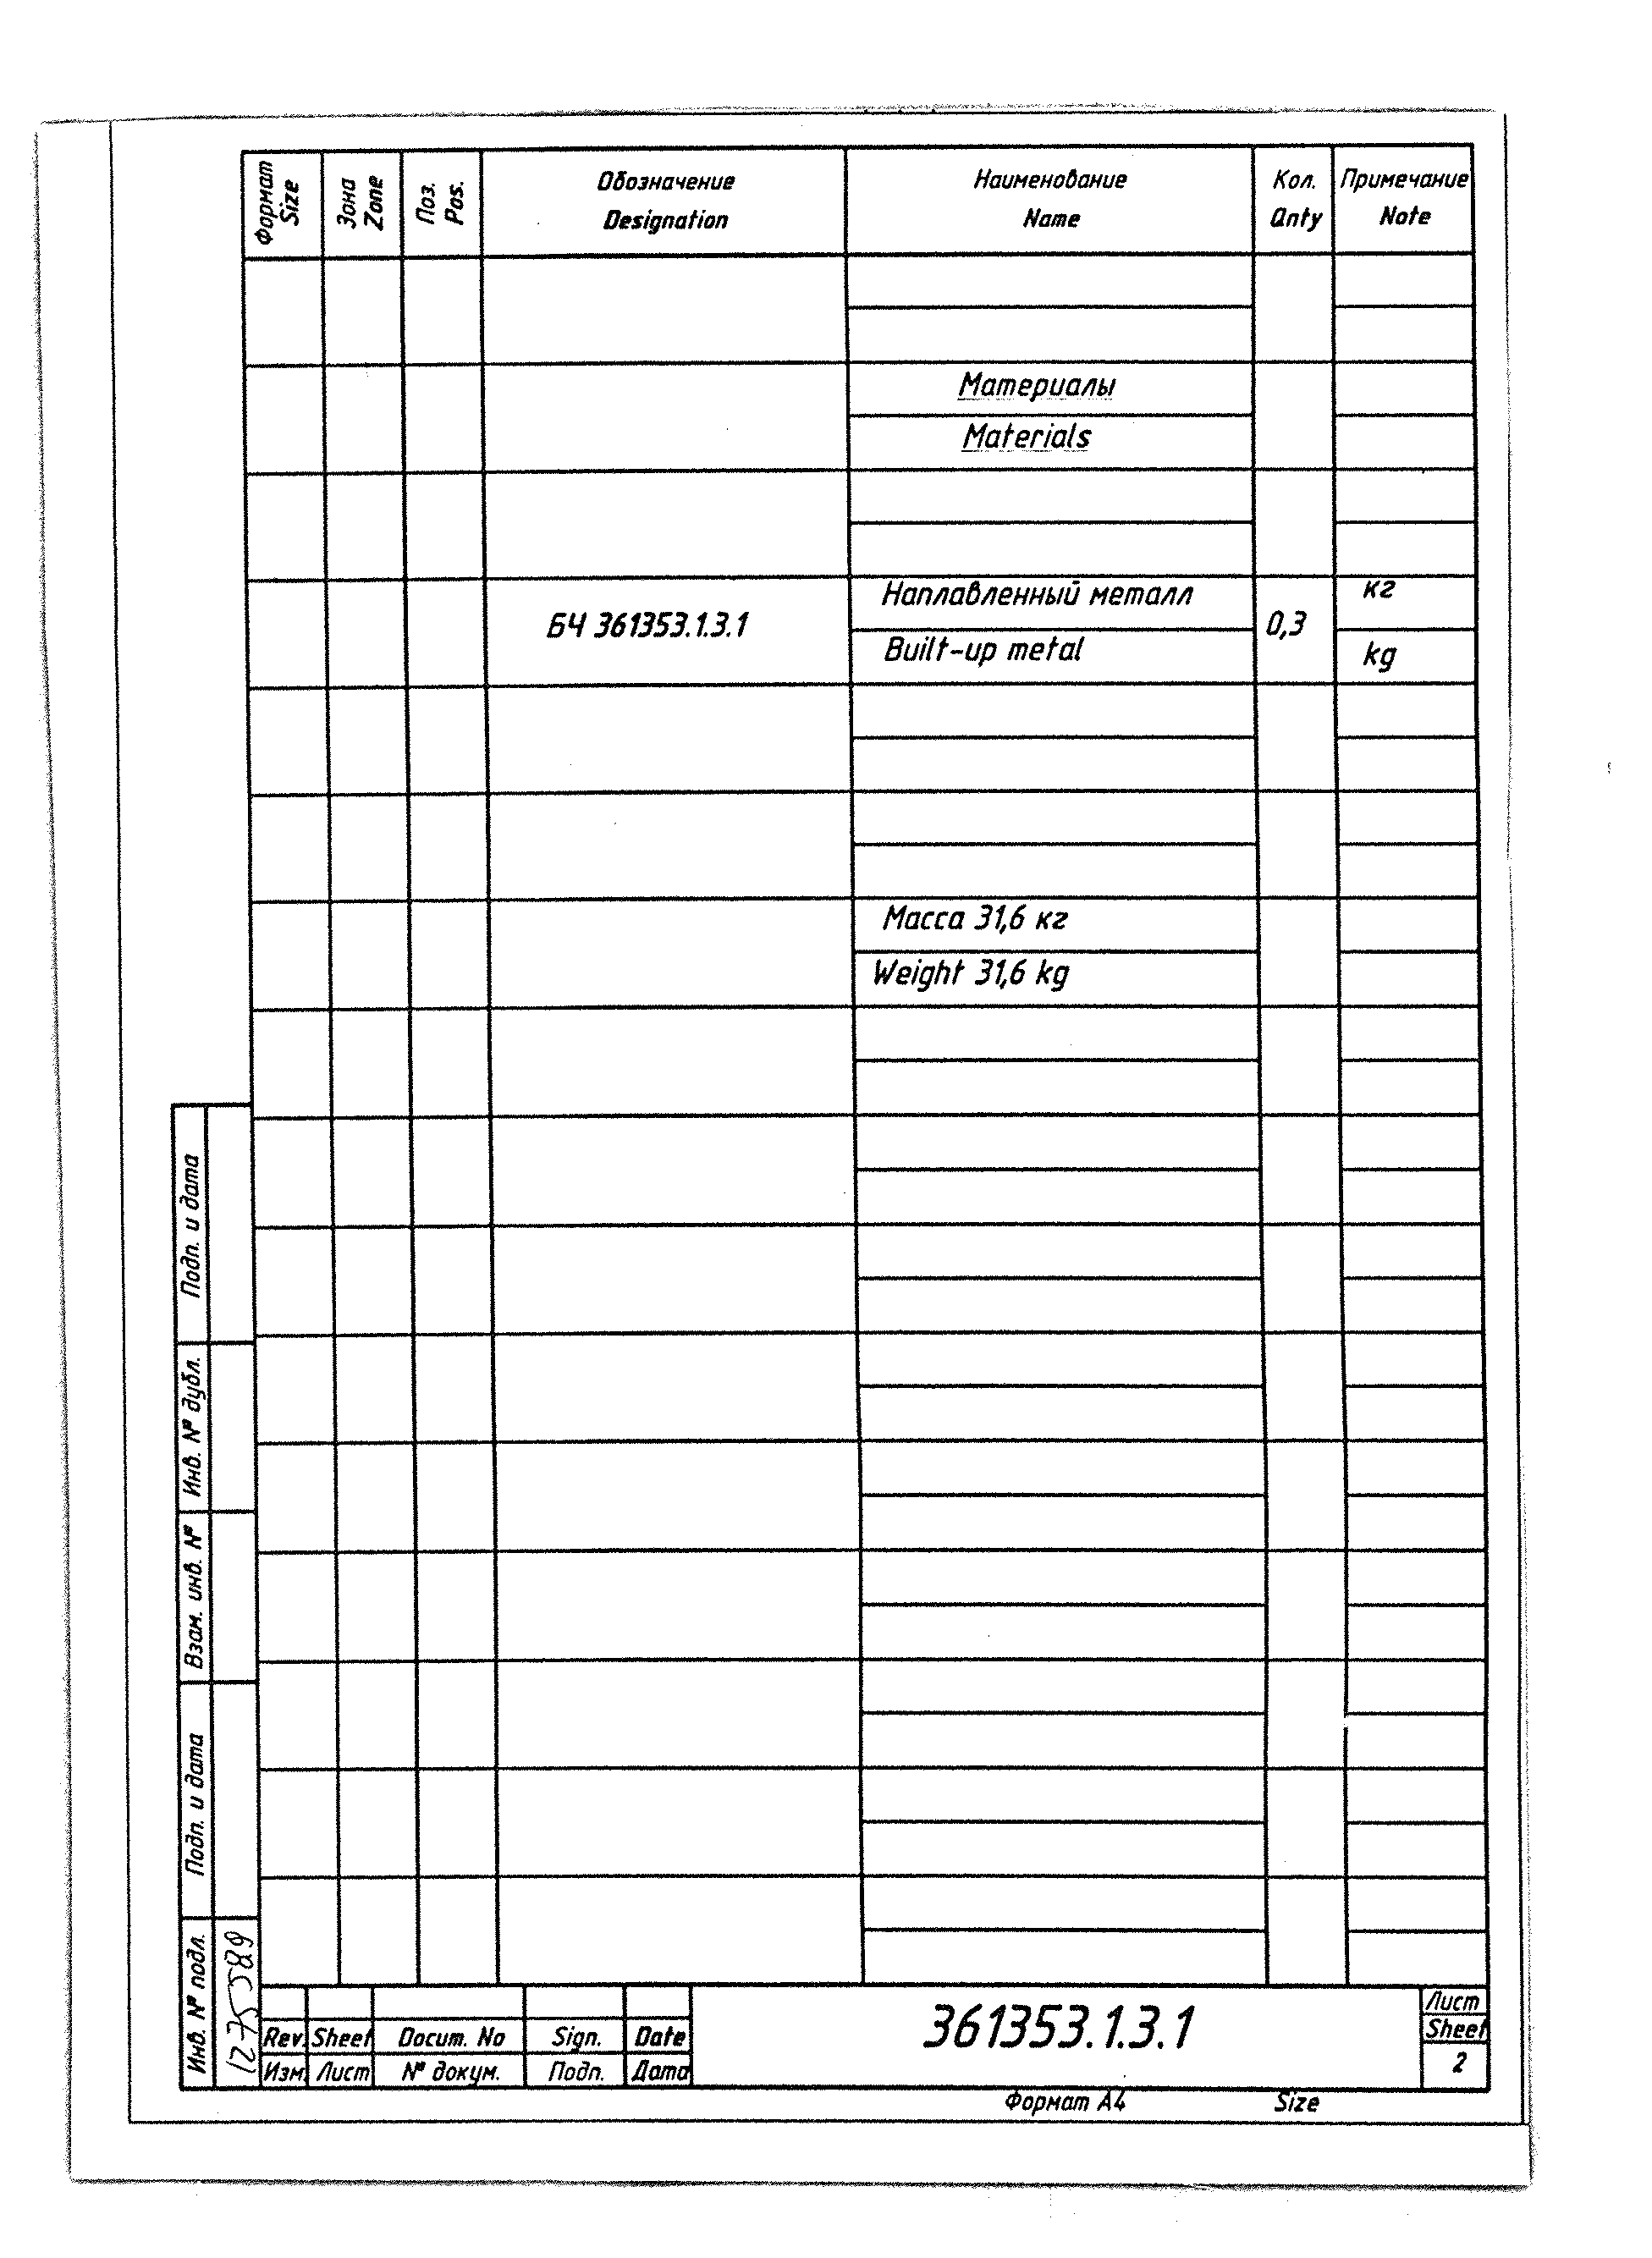 Формат
Size
Зона
Zone
Поз.
Pos.
Обозначение
Designation
Наименование
Name
Кол.
Qnty
Примечание
Note
Материалы
Materials
БЧ 361353.1.3.1
Наплавленный металл
Built-up metal
0,3
кг
kg
Масса 31,6 кг
Weight 31,6 kg
Подп. и дата
Инв. № дубл.
Взам. инв. №
Подп. и дата
Инв. № подл.
Rev. Sheet Docum. No Sign. Date
Изм. Лист № докум. Подп. Дата
361353.1.3.1
Лист
Sheet
2
Формат А4 Size